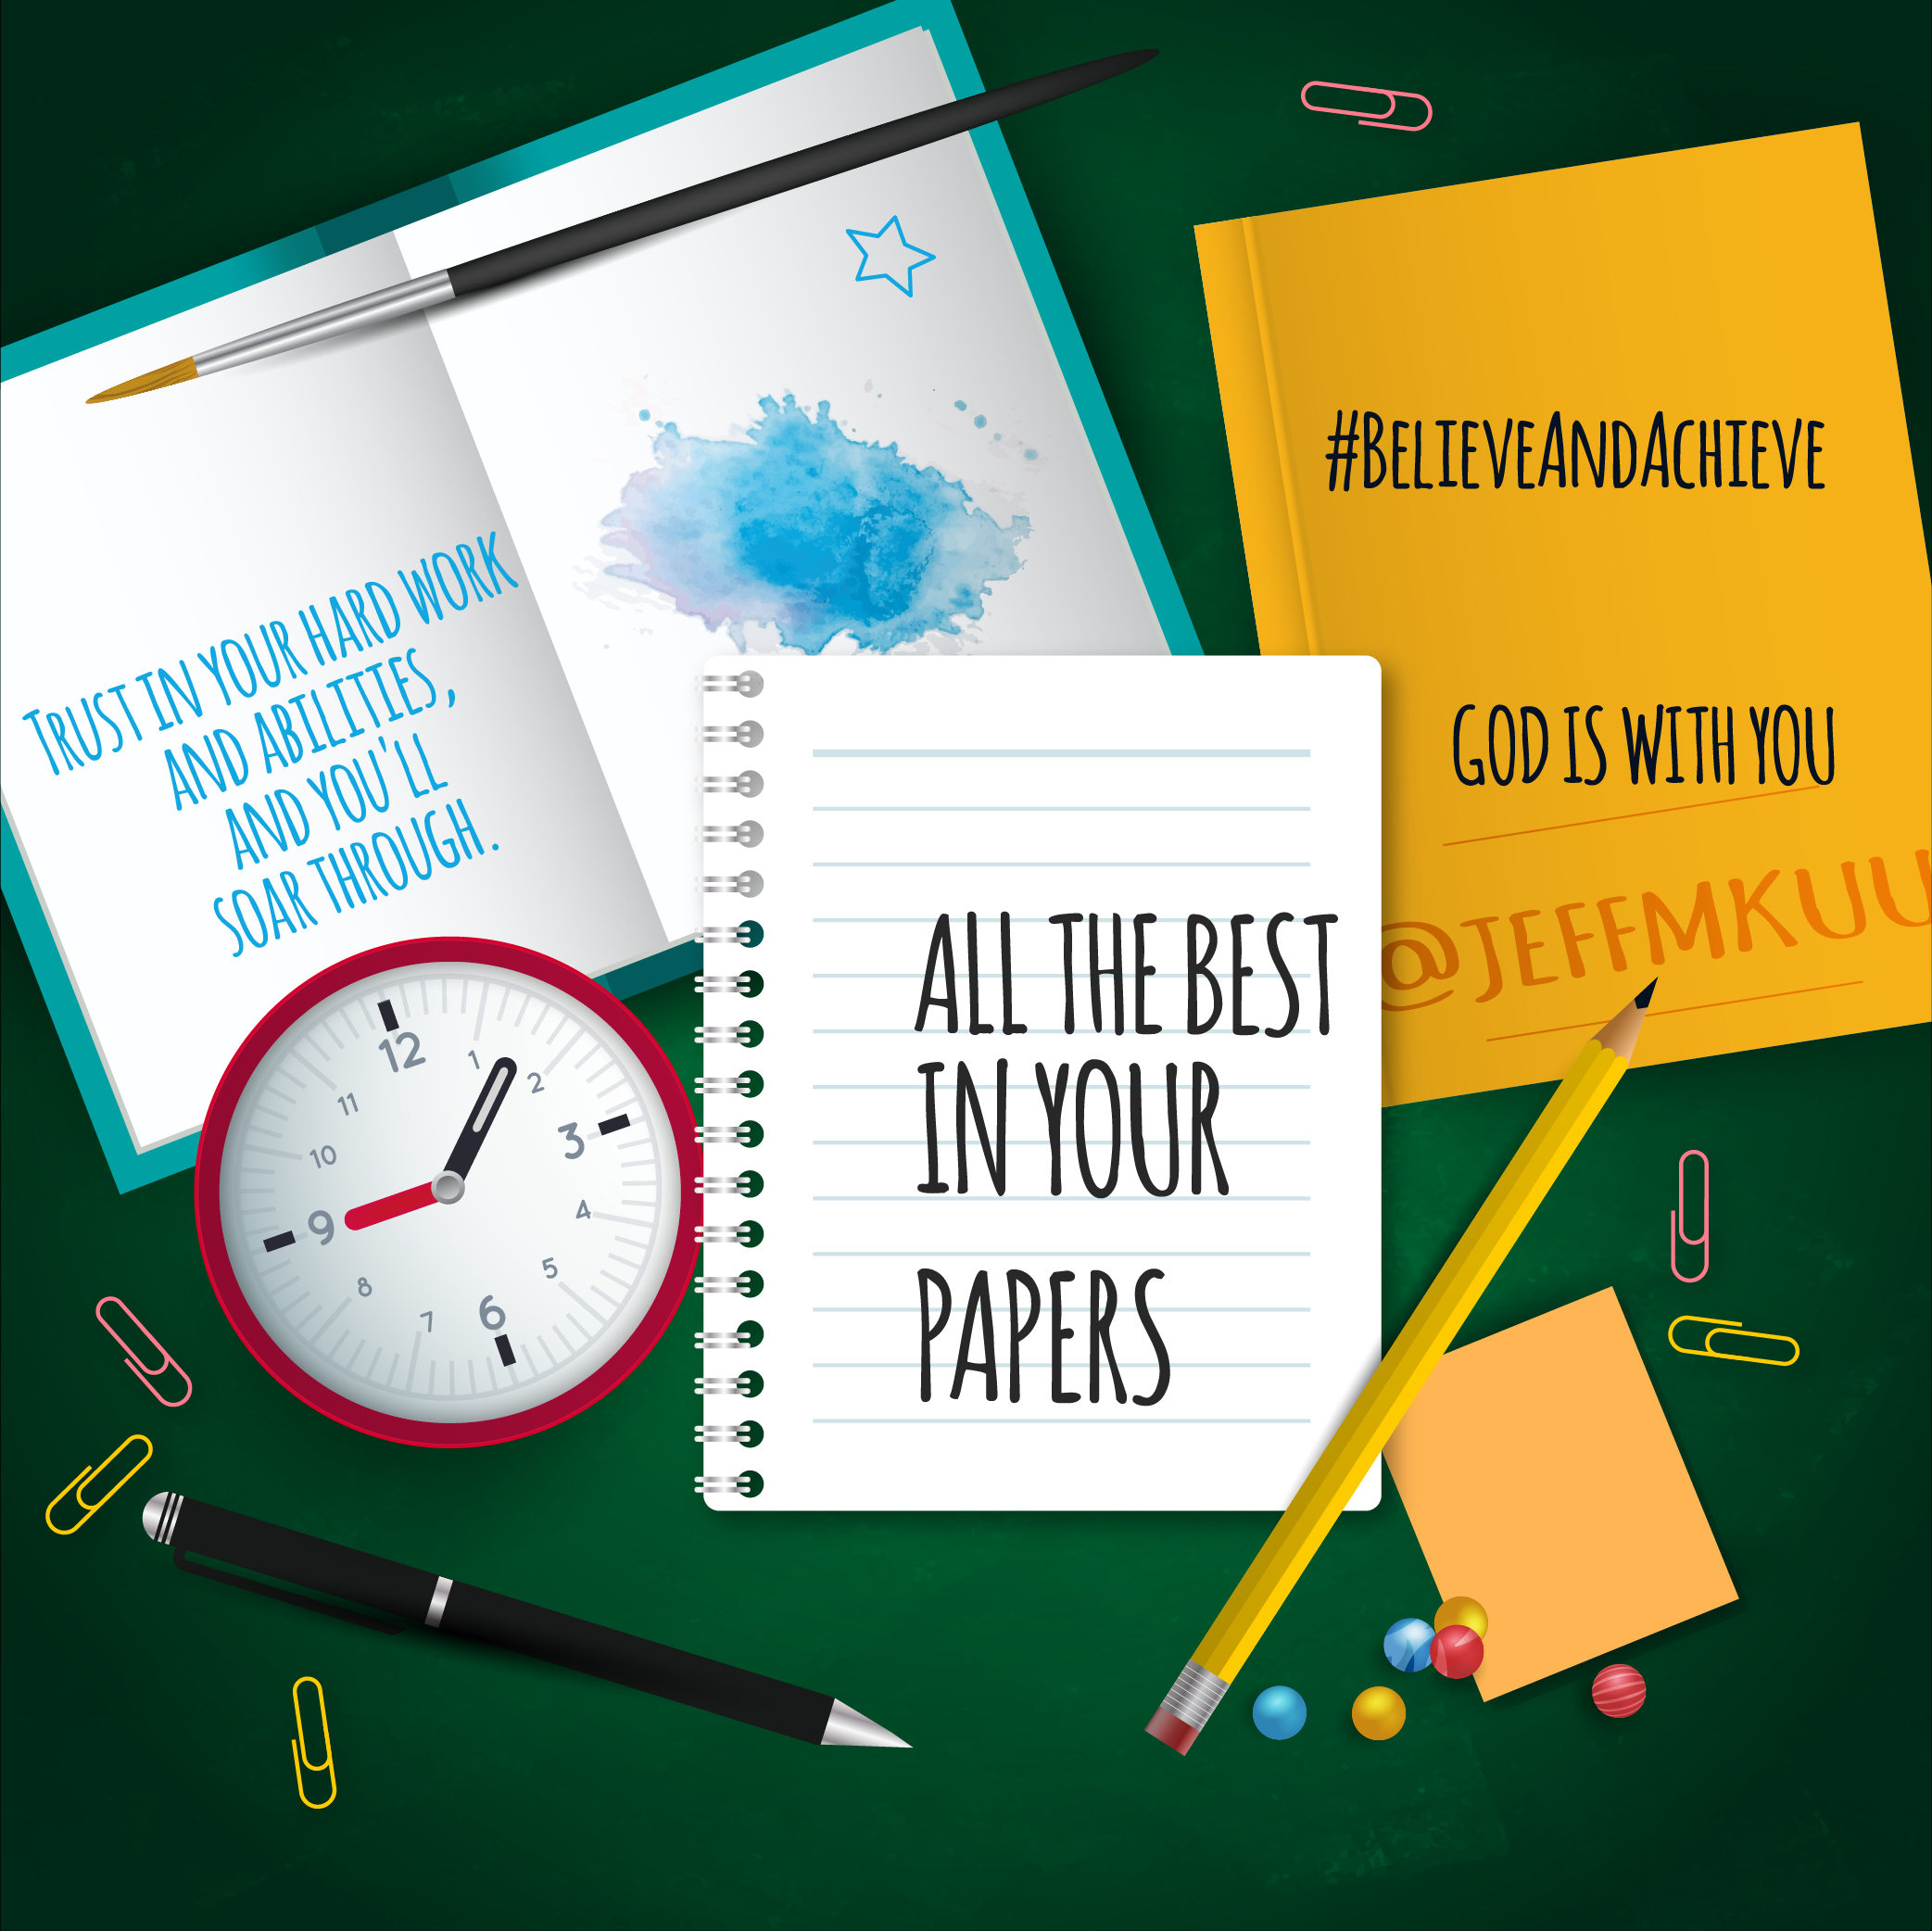 Trust in your hard work
and abilities,
and you'll
soar through.
#BelieveAndAchieve
GOD IS WITH YOU
@JEFFMKUU
ALL THE BEST
IN YOUR
PAPERS
12
1
2
3
4
5
6
7
8
9
10
11